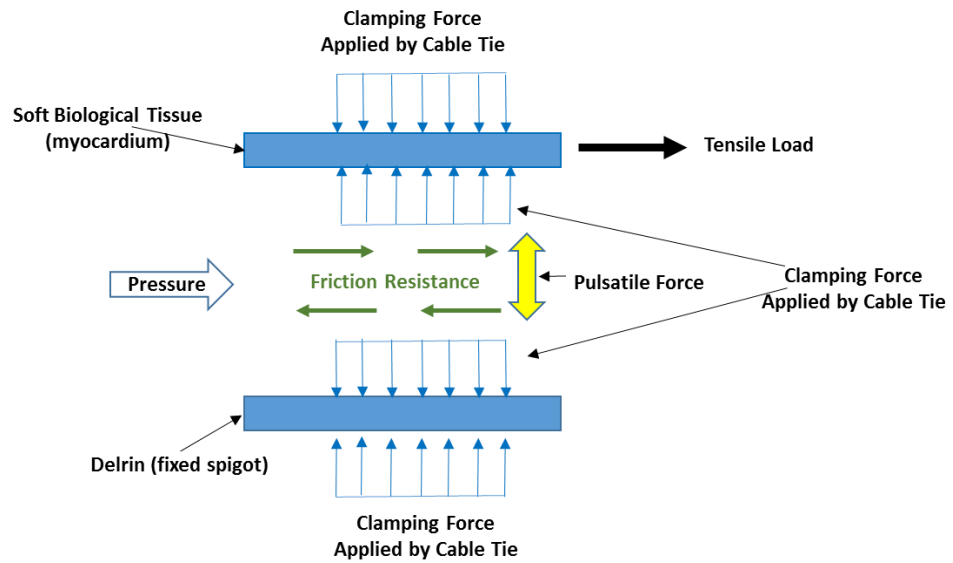 Clamping Force
Applied by Cable Tie
Soft Biological Tissue
(myocardium)
Tensile Load
Pressure
Friction Resistance
Pulsatile Force
Clamping Force
Applied by Cable Tie
Delrin (fixed spigot)
Clamping Force
Applied by Cable Tie